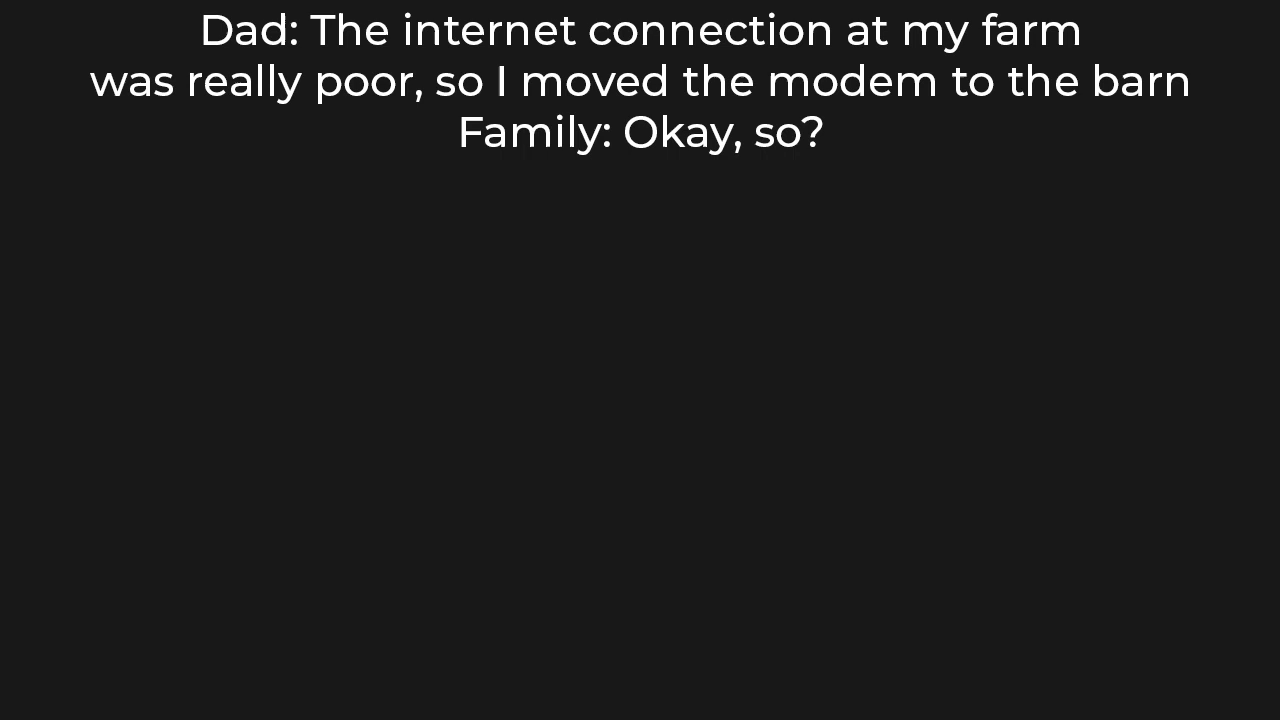 Dad: The internet connection at my farm
was really poor, so I moved the modem to the barn
Family: Okay, so?